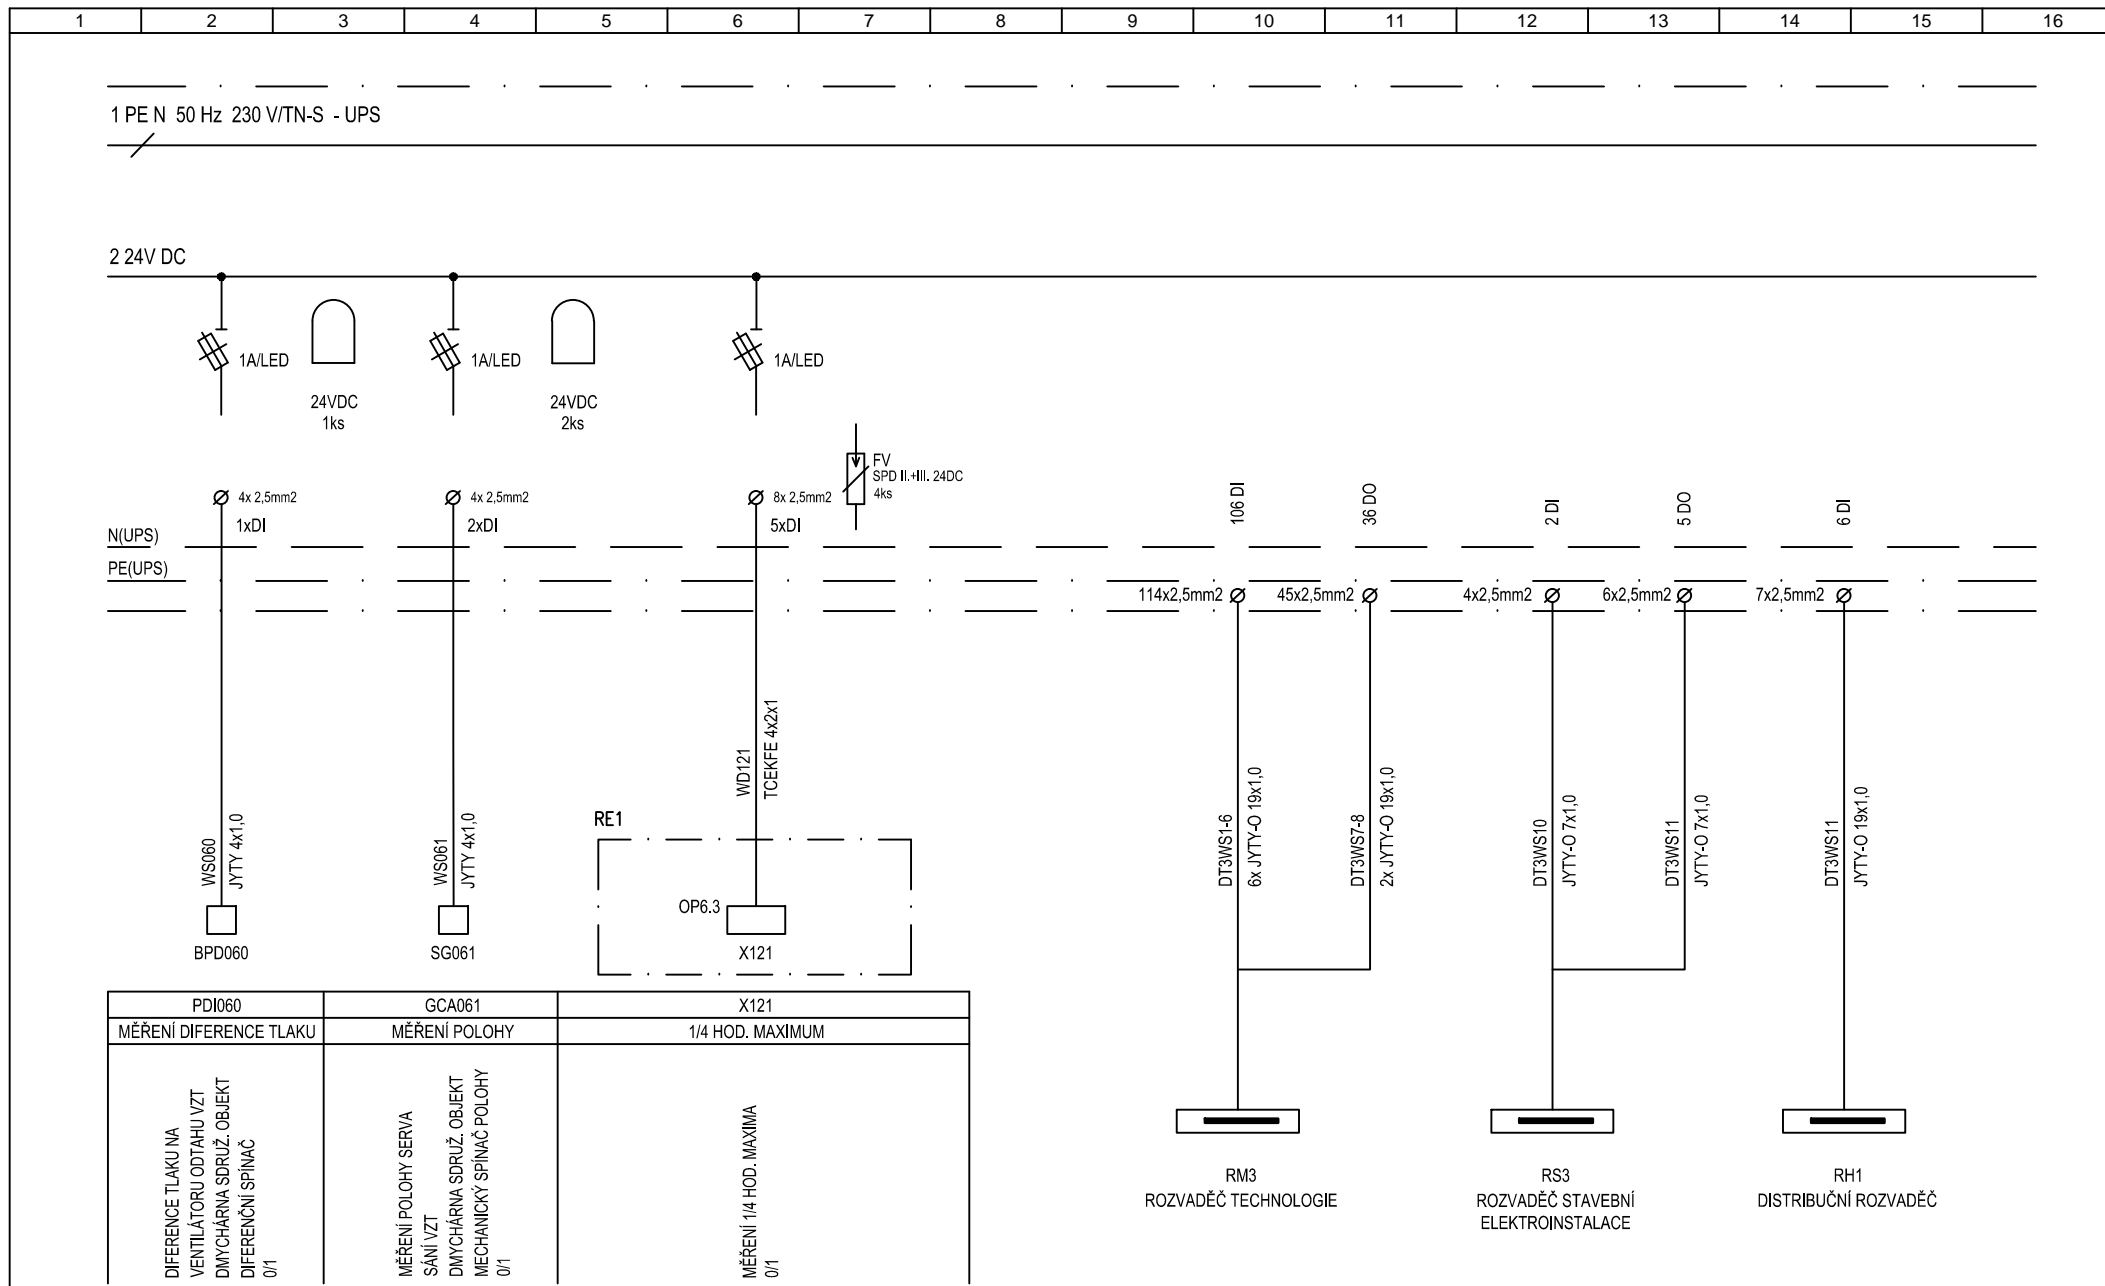 1 2 3 4 5 6 7 8 9 10 11 12 13 14 15 16
1 PE N 50 Hz 230 V/TN-S - UPS
2 24V DC
1A/LED
24VDC
1ks
1A/LED
24VDC
2ks
1A/LED
FV
SPD II.+III. 24DC
4ks
4x 2,5mm2
1xDI
4x 2,5mm2
2xDI
8x 2,5mm2
5xDI
106 DI
36 DO
2 DI
5 DO
6 DI
N(UPS)
PE(UPS)
114x2,5mm2
45x2,5mm2
4x2,5mm2
6x2,5mm2
7x2,5mm2
WS060
JYTY 4x1,0
WS061
JYTY 4x1,0
WD121
TCEKFE 4x2x1
DT3WS1-6
6x JYTY-O 19x1,0
DT3WS7-8
2x JYTY-O 19x1,0
DT3WS10
JYTY-O 7x1,0
DT3WS11
JYTY-O 7x1,0
DT3WS11
JYTY-O 19x1,0
RE1
OP6.3
BPD060
SG061
X121
PDI060
GCA061
X121
MĚŘENÍ DIFERENCE TLAKU
MĚŘENÍ POLOHY
1/4 HOD. MAXIMUM
DIFERENCE TLAKU NA
VENTILÁTORU ODTAHU VZT
DMYCHÁRNA SDRUŽ. OBJEKT
DIFERENČNÍ SPÍNAČ
0/1
MĚŘENÍ POLOHY SERVA
SÁNÍ VZT
DMYCHÁRNA SDRUŽ. OBJEKT
MECHANICKÝ SPÍNAČ POLOHY
0/1
MĚŘENÍ 1/4 HOD. MAXIMA
0/1
RM3
ROZVADĚČ TECHNOLOGIE
RS3
ROZVADĚČ STAVEBNÍ
ELEKTROINSTALACE
RH1
DISTRIBUČNÍ ROZVADĚČ